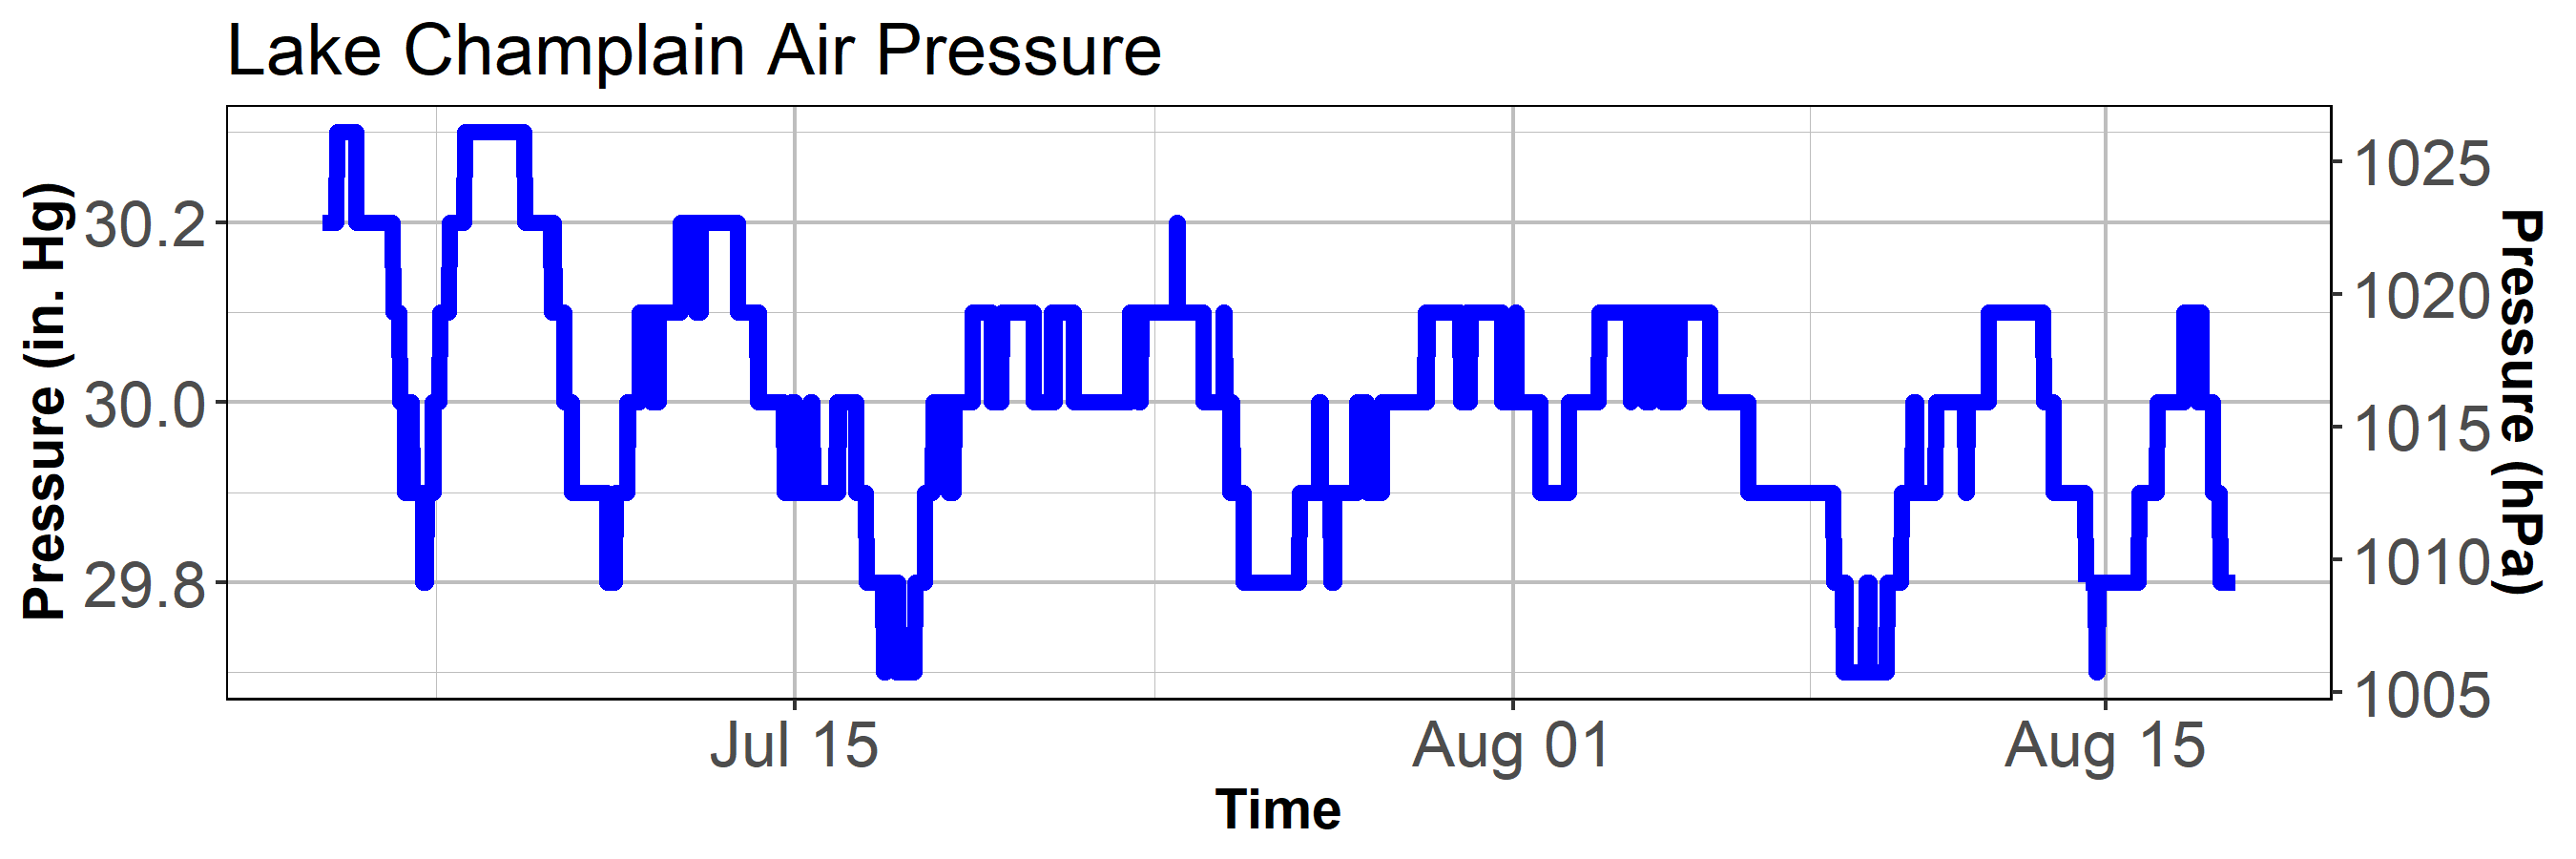 Lake Champlain Air Pressure
Pressure (in. Hg)
30.2
30.0
29.8
1025
1020
1015
1010
1005
Pressure (hPa)
Jul 15
Aug 01
Aug 15
Time